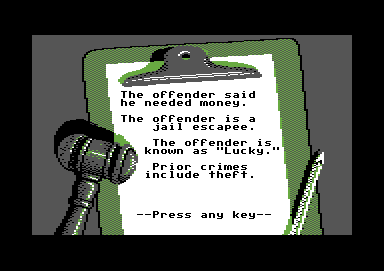 The offender said
he needed money.
The offender is a
jail escapee.
The offender is
known as "Lucky."
Prior crimes
include theft.
--Press any key--